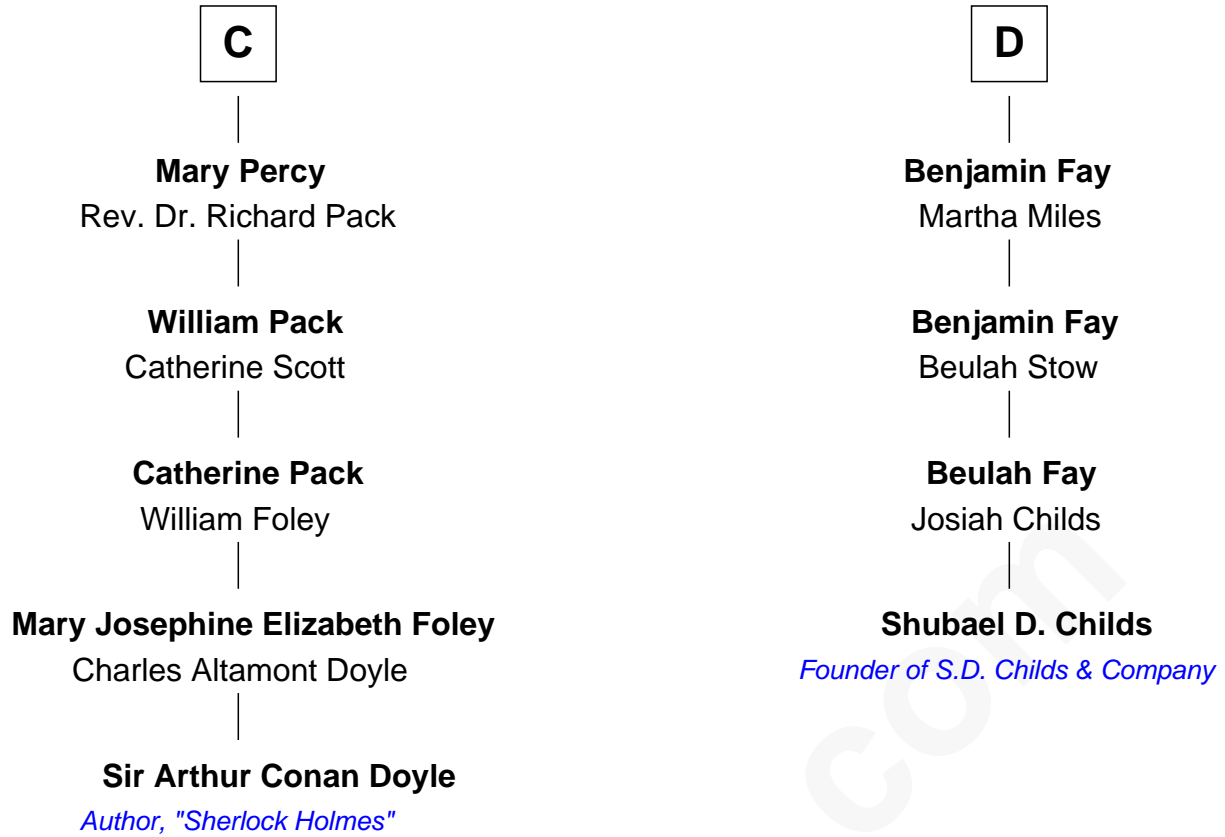 C
Mary Percy
Rev. Dr. Richard Pack
William Pack
Catherine Scott
Catherine Pack
William Foley
Mary Josephine Elizabeth Foley
Charles Altamont Doyle
Sir Arthur Conan Doyle
Author, "Sherlock Holmes"
D
Benjamin Fay
Martha Miles
Benjamin Fay
Beulah Stow
Beulah Fay
Josiah Childs
Shubael D. Childs
Founder of S.D. Childs & Company
com